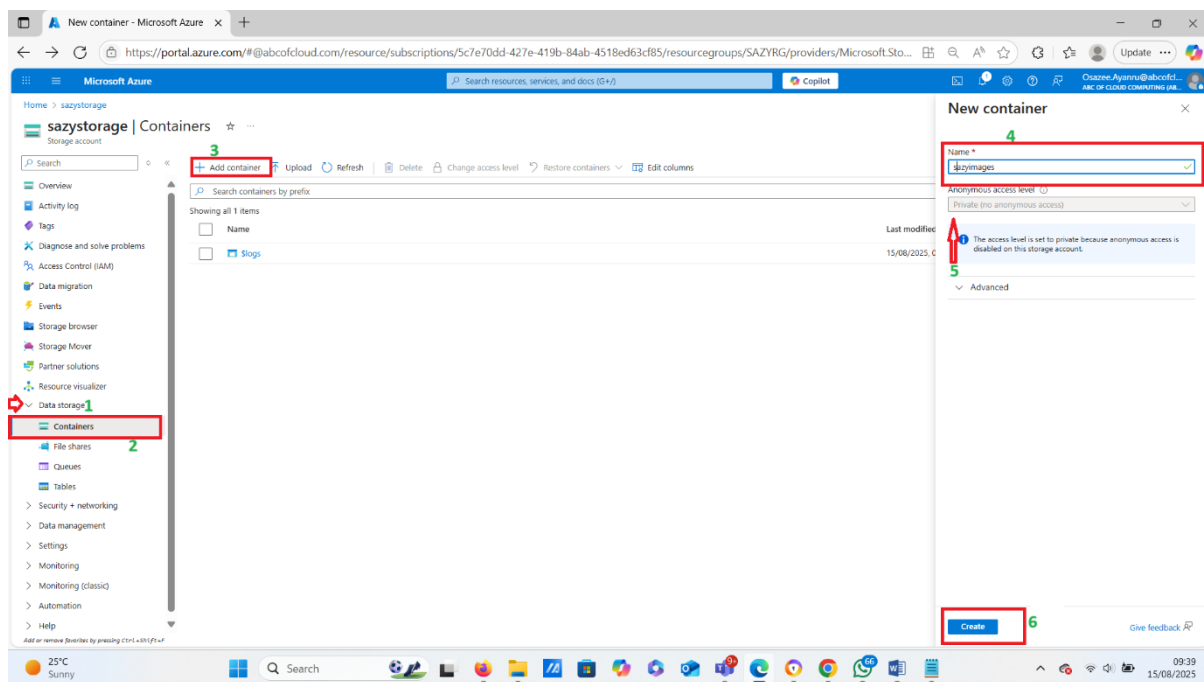 New container - Microsoft Azure
https://portal.azure.com/#@abcofcloud.com/resource/subscriptions/5c7e70dd-427e-419b-84ab-4518ed63cf85/resourcegroups/SAZYRG/providers/Microsoft.Sto...
Update
Microsoft Azure
Search resources, services, and docs (G+/)
Copilot
1
Osazee.Ayanru@abcofcl...
ABC OF CLOUD COMPUTING (AB...
Home > sazystorage
sazystorage | Containers
Storage account
Search
Overview
Activity log
Tags
Diagnose and solve problems
Access Control (IAM)
Data migration
Events
Storage browser
Storage Mover
Partner solutions
Resource visualizer
Data storage 1
Containers
2
File shares
Queues
Tables
Security + networking
Data management
Settings
Monitoring
Monitoring (classic)
Automation
Help
Add or remove favorites by pressing Ctrl+Shift+F
3
Add container
Upload
Refresh
Delete
Change access level
Restore containers
Edit columns
Search containers by prefix
Showing all 1 items
Name
Last modified
$logs
15/08/2025, 0
New container
4
Name *
sazyimages
Anonymous access level
Private (no anonymous access)
The access level is set to private because anonymous access is
disabled on this storage account.
5
Advanced
Create
6
Give feedback
25°C
Sunny
Search
9+
66
09:39
15/08/2025